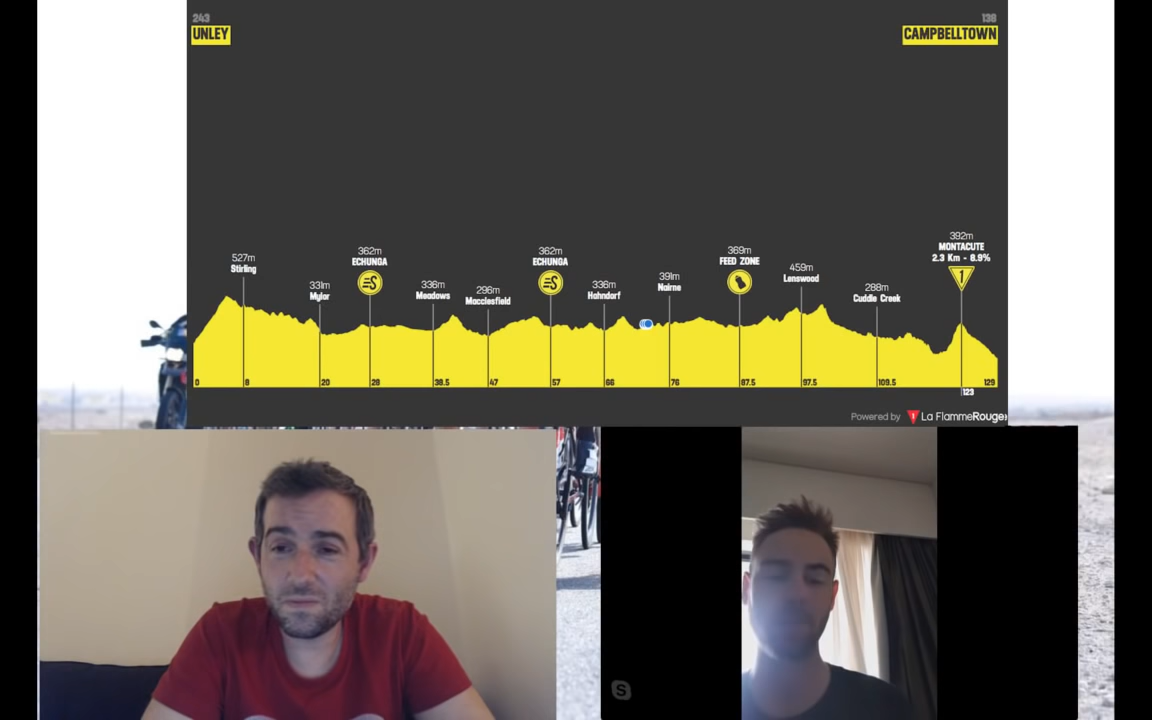 243
UNLEY
138
CAMPBELLTOWN
527m
Stirling
331m
Mylor
362m
ECHUNGA
S
336m
Meadows
296m
Macclesfield
362m
ECHUNGA
S
336m
Hahndorf
391m
Nairne
369m
FEED ZONE
459m
Lenswood
288m
Cuddle Creek
392m
MONTACUTE
2.3 Km - 8.9%
1
0
8
20
28
38.5
47
57
66
76
87.5
97.5
109.5
123
129
Powered by La FlammeRouge
S